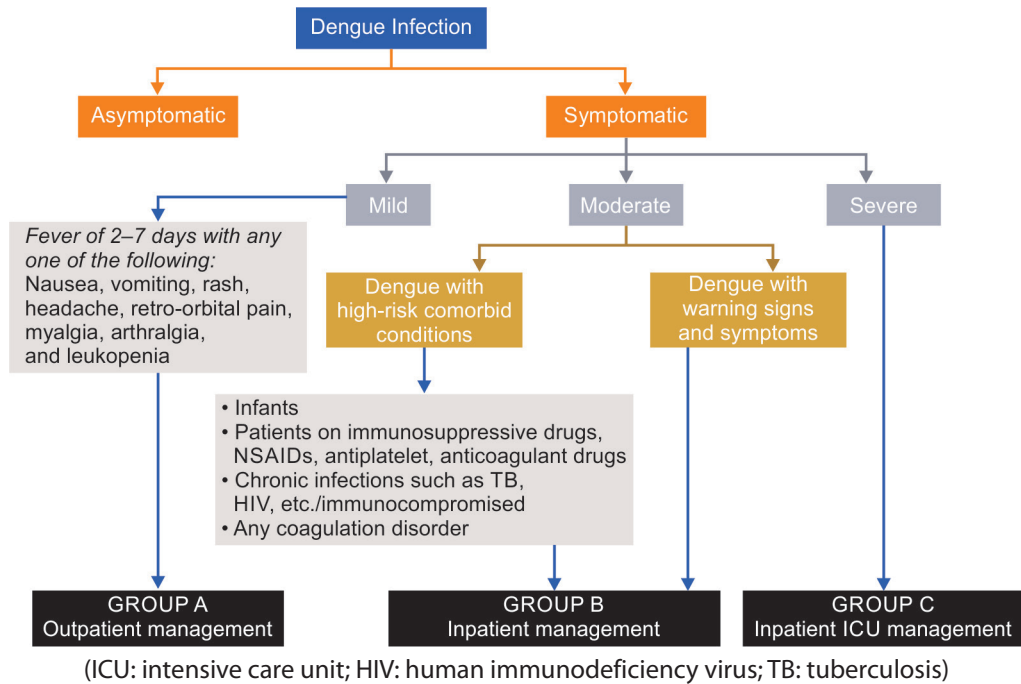 Dengue Infection
Asymptomatic
Symptomatic
Mild
Moderate
Severe
Fever of 2–7 days with any
one of the following:
Nausea, vomiting, rash,
headache, retro-orbital pain,
myalgia, arthralgia,
and leukopenia
Dengue with
high-risk comorbid
conditions
Dengue with
warning signs
and symptoms
• Infants
• Patients on immunosuppressive drugs,
NSAIDs, antiplatelet, anticoagulant drugs
• Chronic infections such as TB,
HIV, etc./immunocompromised
• Any coagulation disorder
GROUP A
Outpatient management
GROUP B
Inpatient management
GROUP C
Inpatient ICU management
(ICU: intensive care unit; HIV: human immunodeficiency virus; TB: tuberculosis)